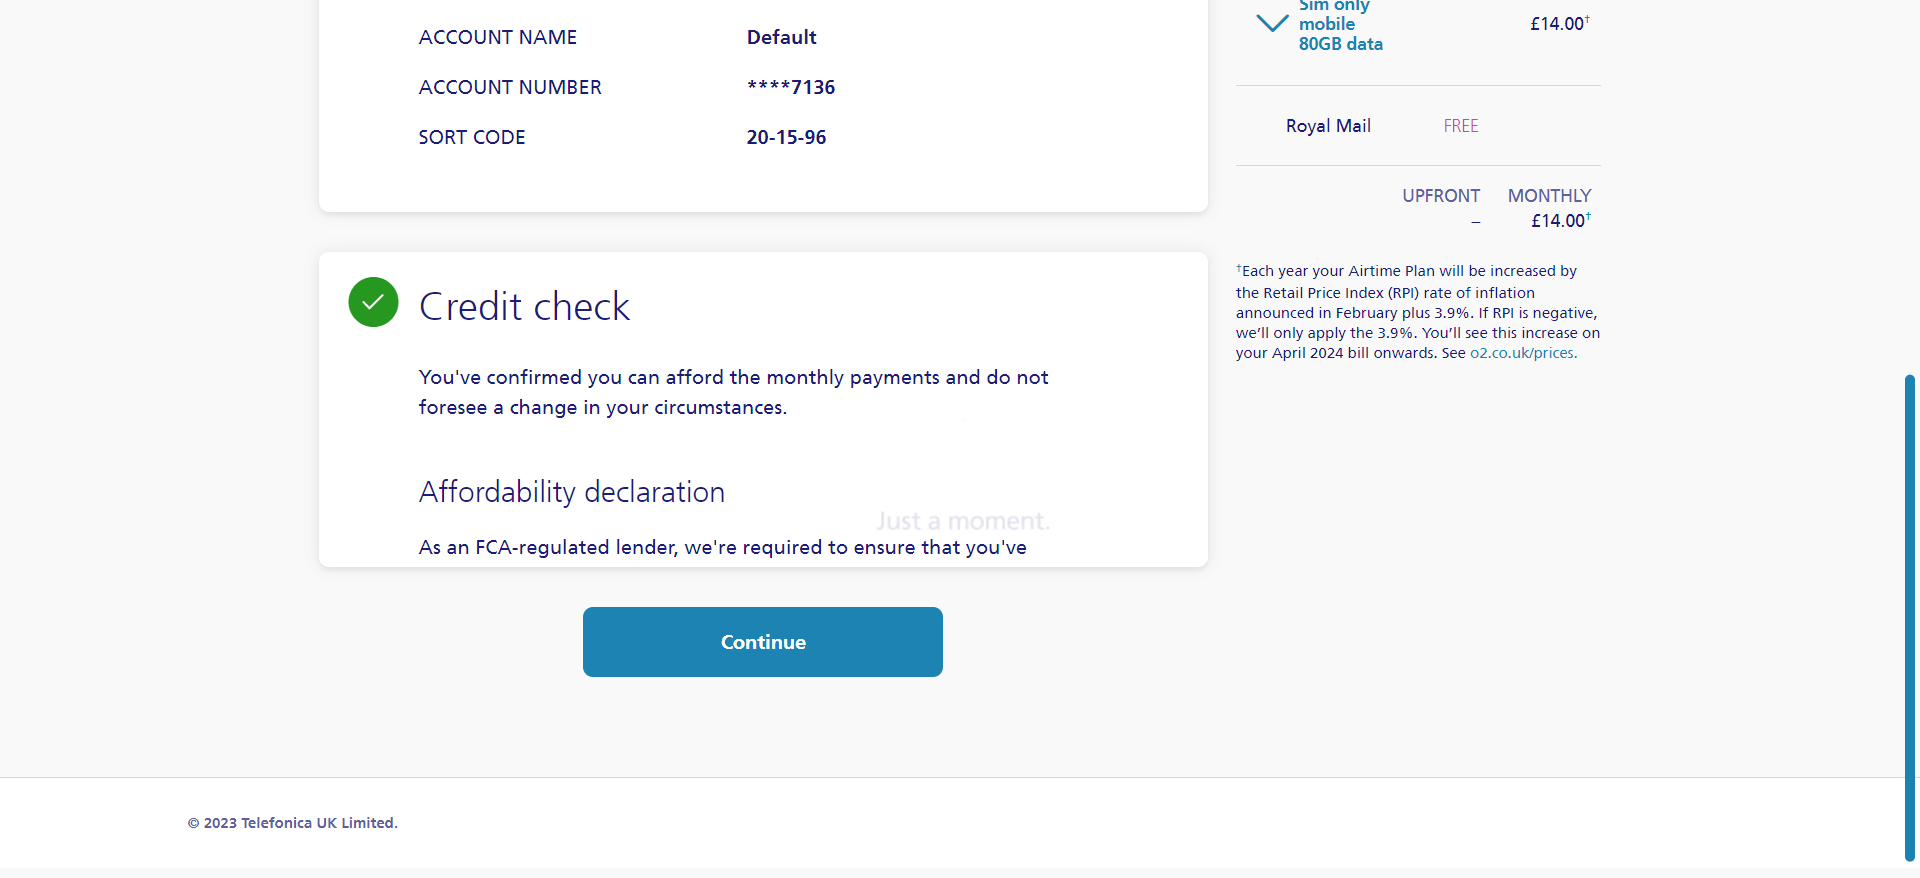 ACCOUNT NAME Default
ACCOUNT NUMBER ****7136
SORT CODE 20-15-96
Credit check
You've confirmed you can afford the monthly payments and do not
foresee a change in your circumstances.
Affordability declaration
Just a moment.
As an FCA-regulated lender, we're required to ensure that you've
Continue
Sim only
mobile
80GB data
£14.00†
Royal Mail FREE
UPFRONT MONTHLY
– £14.00†
†Each year your Airtime Plan will be increased by
the Retail Price Index (RPI) rate of inflation
announced in February plus 3.9%. If RPI is negative,
we’ll only apply the 3.9%. You’ll see this increase on
your April 2024 bill onwards. See o2.co.uk/prices.
© 2023 Telefonica UK Limited.